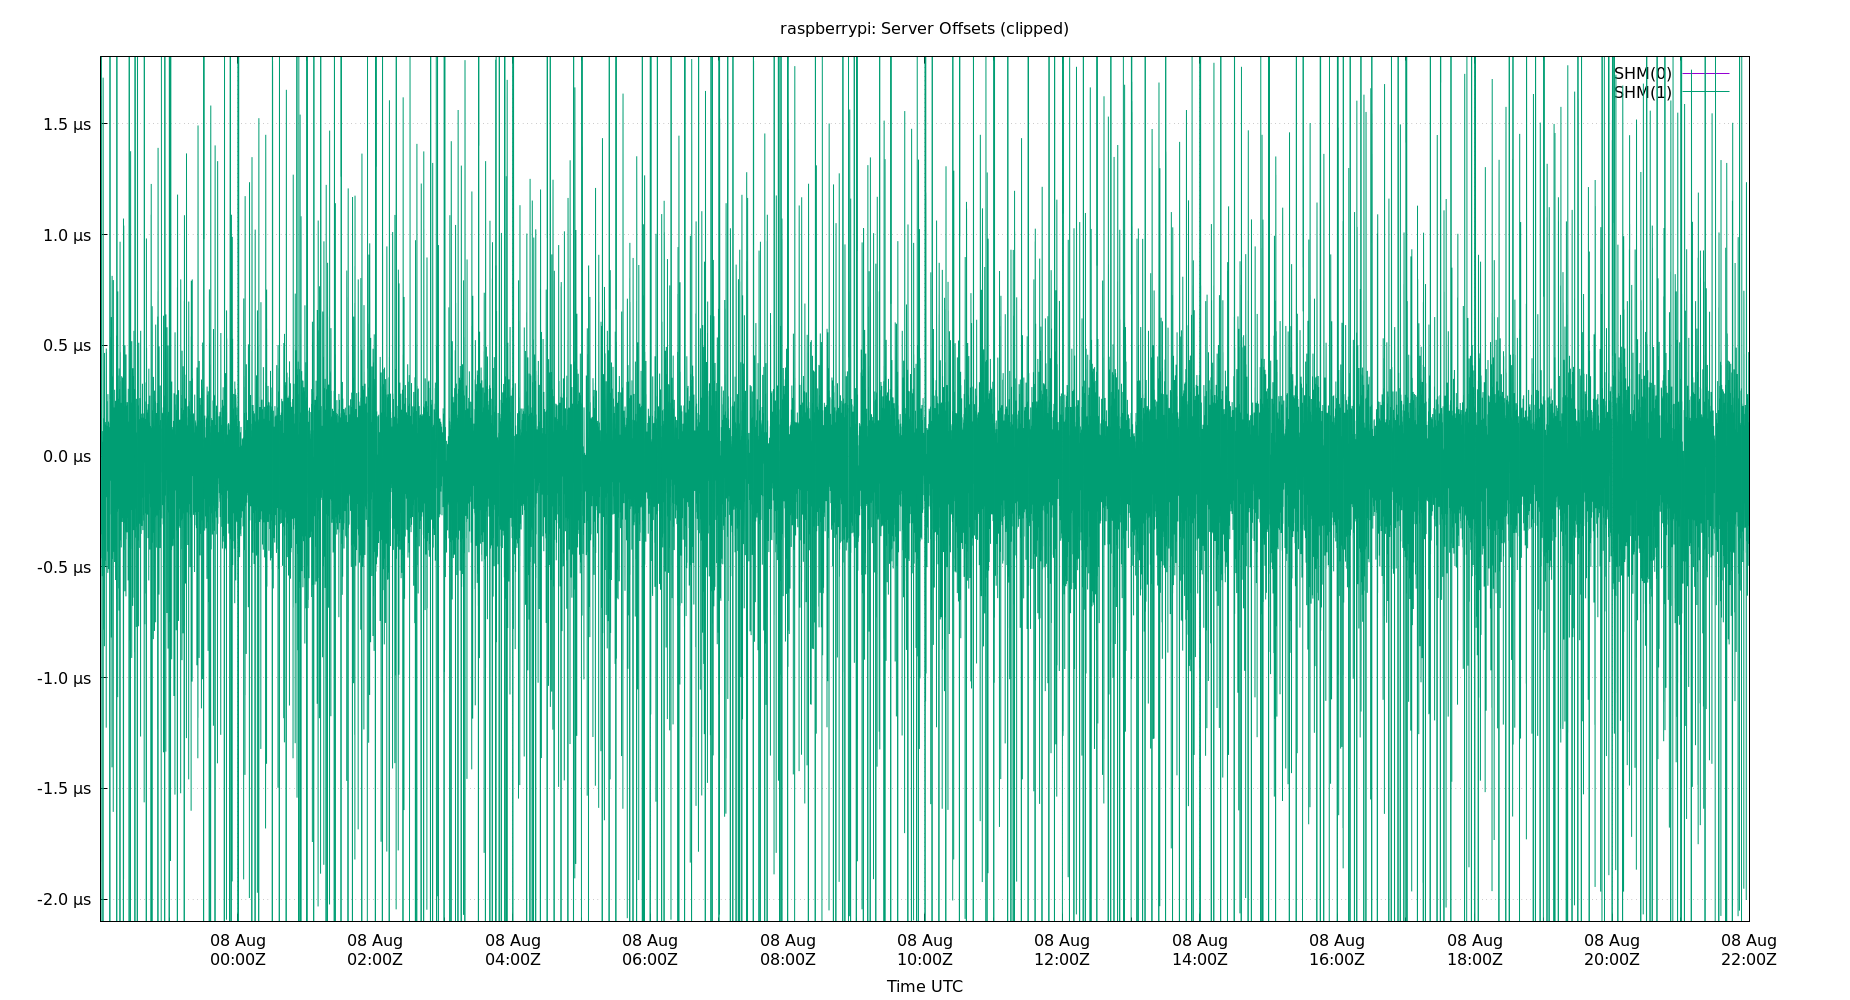 raspberrypi: Server Offsets (clipped)
SHM(0)
SHM(1)
1.5 µs
1.0 µs
0.5 µs
0.0 µs
-0.5 µs
-1.0 µs
-1.5 µs
-2.0 µs
08 Aug 08 Aug 08 Aug 08 Aug 08 Aug 08 Aug 08 Aug 08 Aug 08 Aug 08 Aug 08 Aug 08 Aug
00:00Z 02:00Z 04:00Z 06:00Z 08:00Z 10:00Z 12:00Z 14:00Z 16:00Z 18:00Z 20:00Z 22:00Z
Time UTC